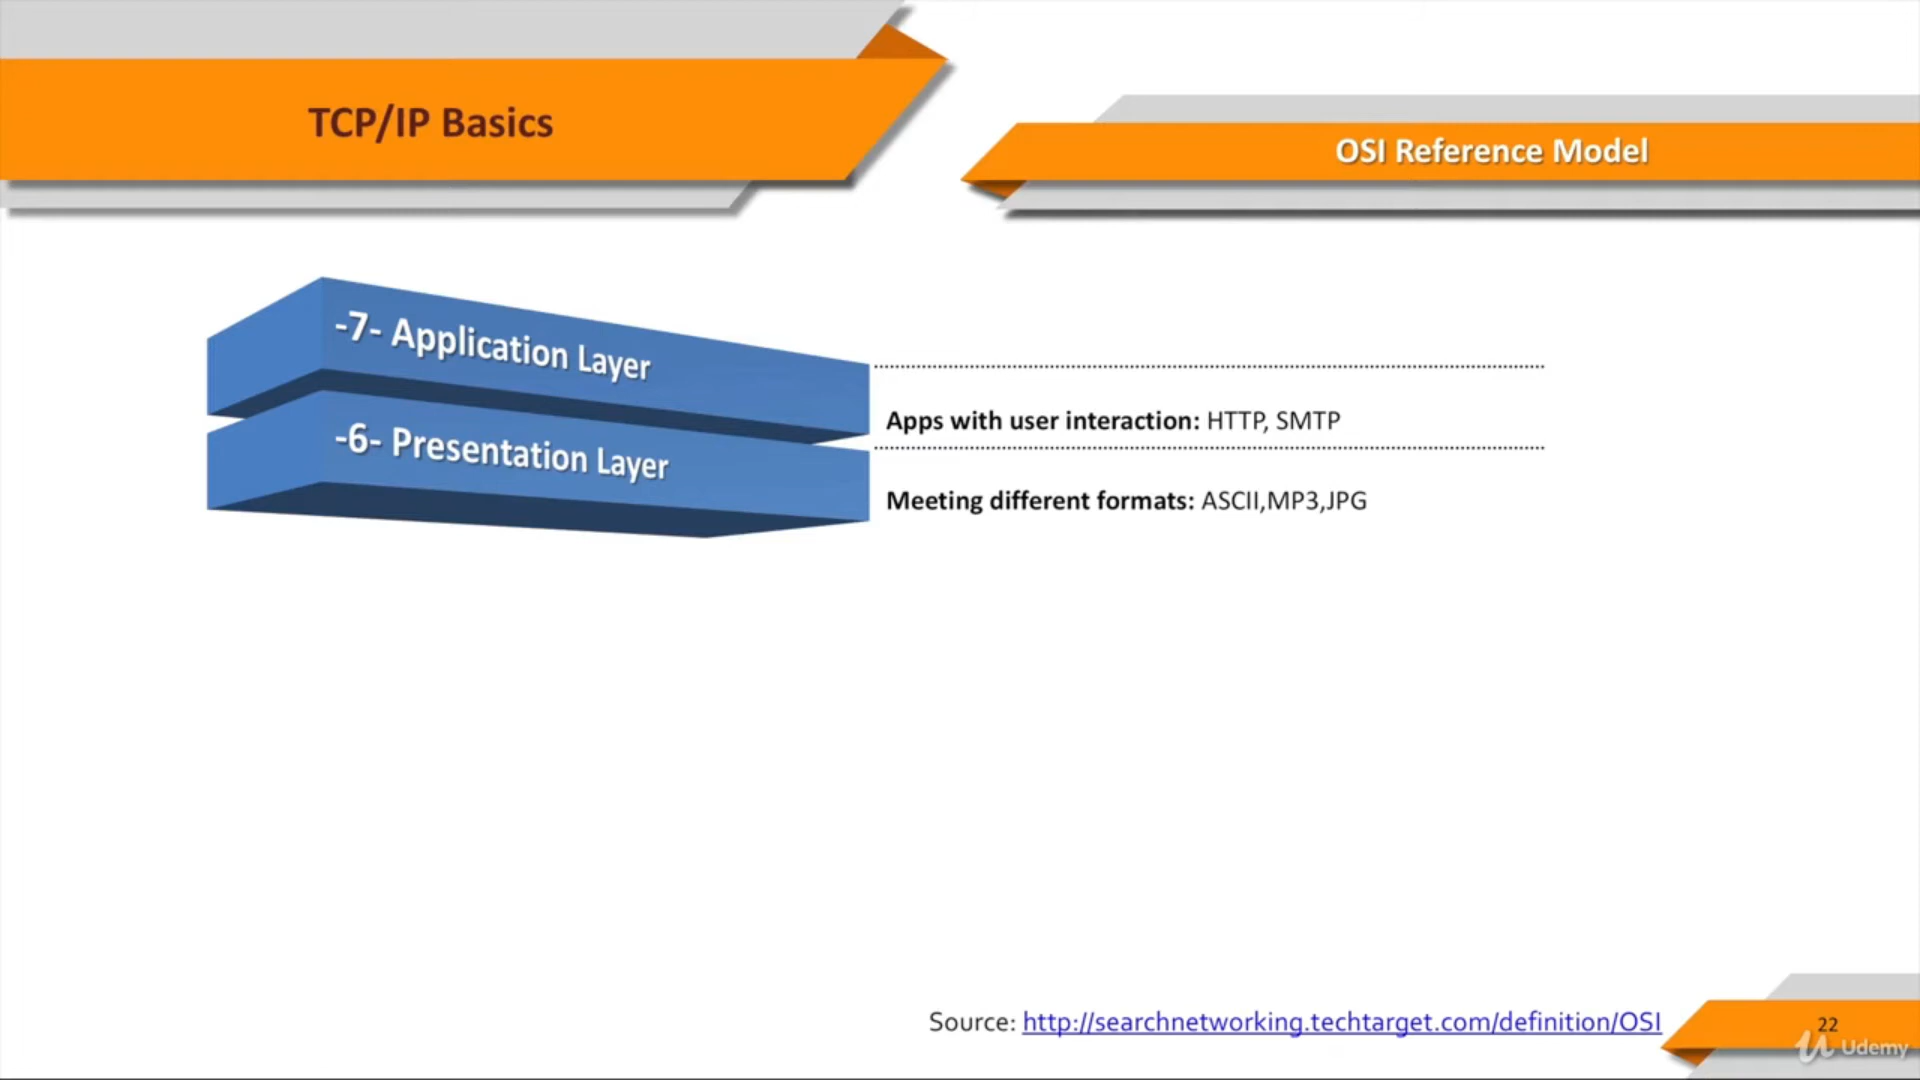 TCP/IP Basics
OSI Reference Model
-7- Application Layer
Apps with user interaction: HTTP, SMTP
-6- Presentation Layer
Meeting different formats: ASCII,MP3,JPG
Source: http://searchnetworking.techtarget.com/definition/OSI
22
Udemy